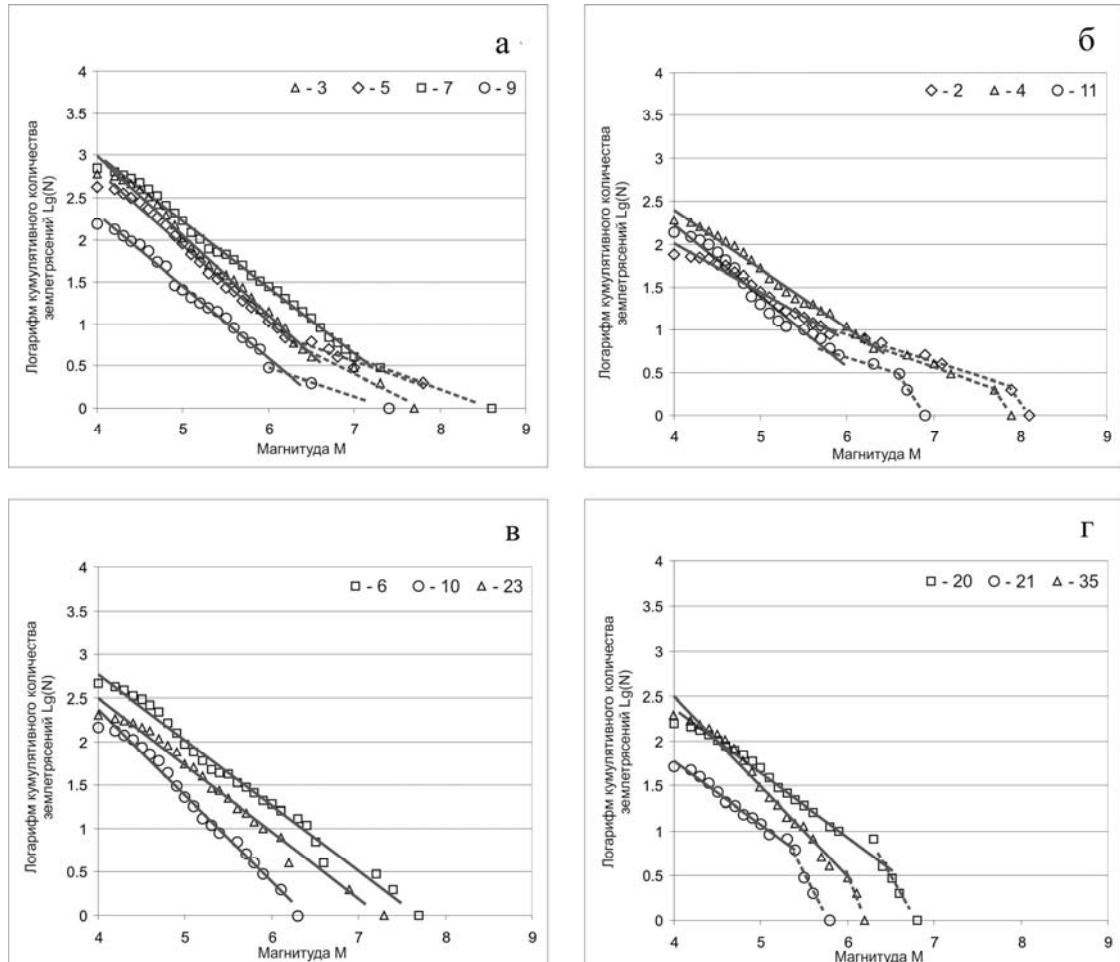 а
- 3 - 5 - 7 - 9
4
3.5
3
2.5
2
1.5
1
0.5
0
4 5 6 7 8 9
Логарифм кумулятивного количества
землетрясений Lg(N)
Магнитуда М
б
- 2 - 4 - 11
4
3.5
3
2.5
2
1.5
1
0.5
0
4 5 6 7 8 9
Логарифм кумулятивного количества
землетрясений Lg(N)
Магнитуда М
в
- 6 - 10 - 23
4
3.5
3
2.5
2
1.5
1
0.5
0
4 5 6 7 8 9
Логарифм кумулятивного количества
землетрясений Lg(N)
Магнитуда М
г
- 20 - 21 - 35
4
3.5
3
2.5
2
1.5
1
0.5
0
4 5 6 7 8 9
Логарифм кумулятивного количества
землетрясений Lg(N)
Магнитуда М